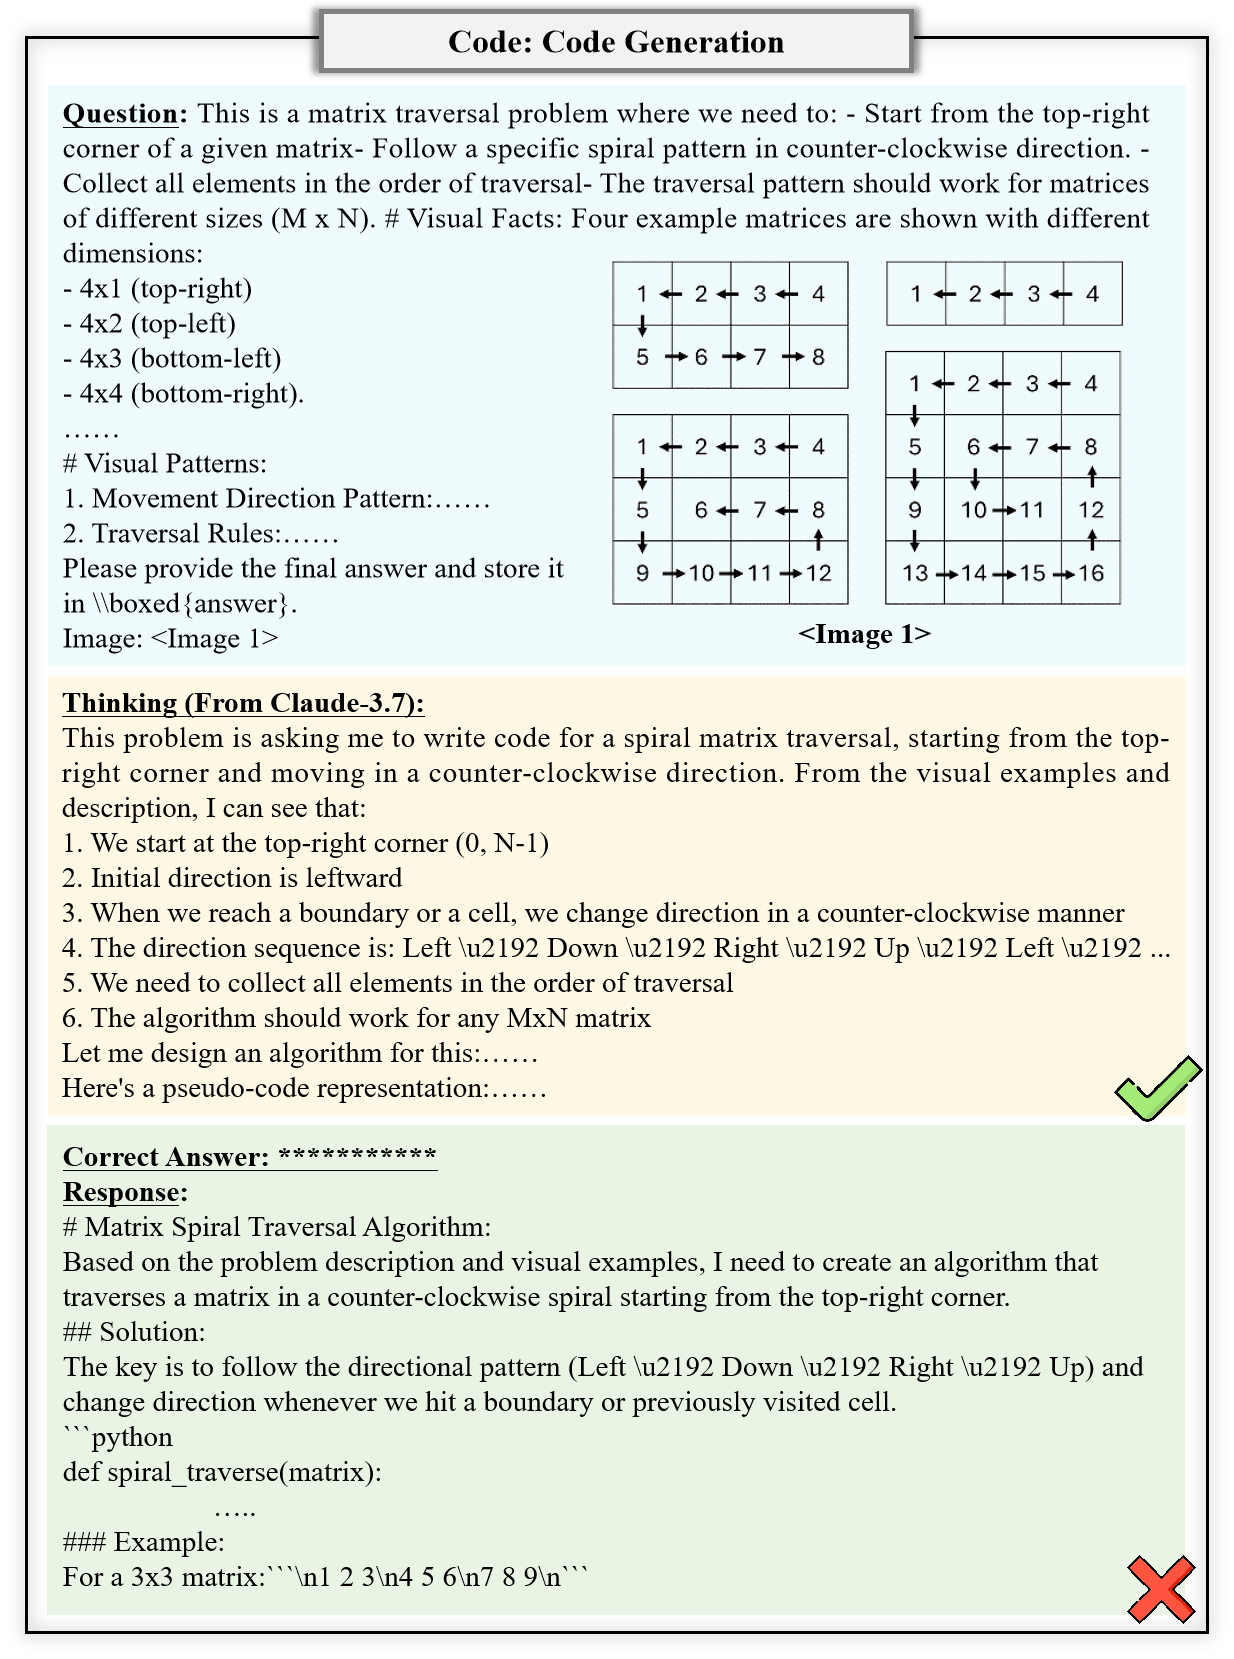 Code: Code Generation
Question: This is a matrix traversal problem where we need to: - Start from the top-right
corner of a given matrix- Follow a specific spiral pattern in counter-clockwise direction. -
Collect all elements in the order of traversal- The traversal pattern should work for matrices
of different sizes (M x N). # Visual Facts: Four example matrices are shown with different
dimensions:
- 4x1 (top-right)
- 4x2 (top-left)
- 4x3 (bottom-left)
- 4x4 (bottom-right).
……
# Visual Patterns:
1. Movement Direction Pattern:……
2. Traversal Rules:……
Please provide the final answer and store it
in \\boxed{answer}.
Image: <Image 1>
1 ← 2 ← 3 ← 4
↓
5 → 6 → 7 → 8
1 ← 2 ← 3 ← 4
1 ← 2 ← 3 ← 4
↓
5 6 ← 7 ← 8
↓ ↑
9 → 10 → 11 → 12
1 ← 2 ← 3 ← 4
↓
5 6 ← 7 ← 8
↓ ↓ ↑
9 10 → 11 12
↓ ↑
13 → 14 → 15 → 16
<Image 1>
Thinking (From Claude-3.7):
This problem is asking me to write code for a spiral matrix traversal, starting from the top-
right corner and moving in a counter-clockwise direction. From the visual examples and
description, I can see that:
1. We start at the top-right corner (0, N-1)
2. Initial direction is leftward
3. When we reach a boundary or a cell, we change direction in a counter-clockwise manner
4. The direction sequence is: Left \u2192 Down \u2192 Right \u2192 Up \u2192 Left \u2192 ...
5. We need to collect all elements in the order of traversal
6. The algorithm should work for any MxN matrix
Let me design an algorithm for this:……
Here's a pseudo-code representation:……
Correct Answer: ***********
Response:
# Matrix Spiral Traversal Algorithm:
Based on the problem description and visual examples, I need to create an algorithm that
traverses a matrix in a counter-clockwise spiral starting from the top-right corner.
## Solution:
The key is to follow the directional pattern (Left \u2192 Down \u2192 Right \u2192 Up) and
change direction whenever we hit a boundary or previously visited cell.
```python
def spiral_traverse(matrix):
…..
### Example:
For a 3x3 matrix:```\n1 2 3\n4 5 6\n7 8 9\n```